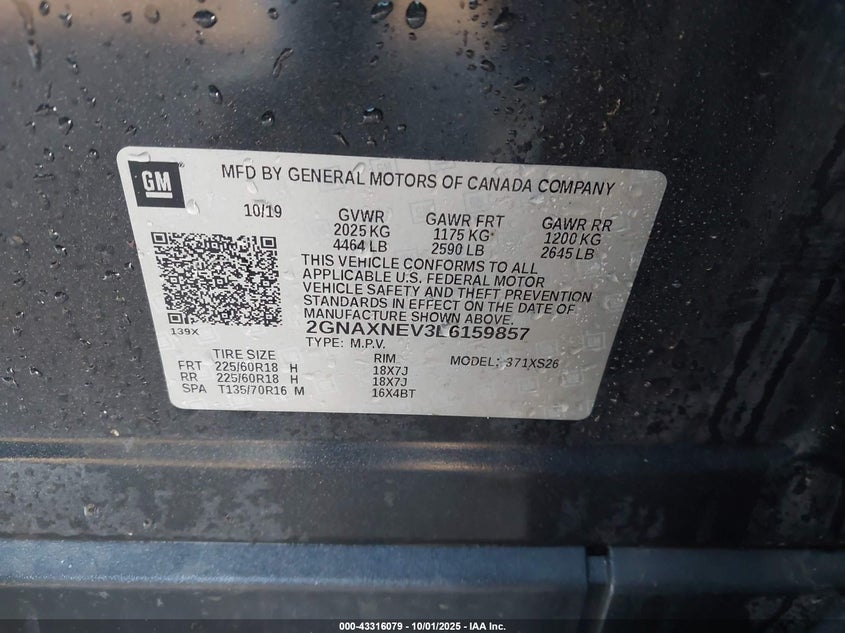 GM
MFD BY GENERAL MOTORS OF CANADA COMPANY
10/19 GVWR GAWR FRT GAWR RR
2025 KG 1175 KG 1200 KG
4464 LB 2590 LB 2645 LB
THIS VEHICLE CONFORMS TO ALL
APPLICABLE U.S. FEDERAL MOTOR
VEHICLE SAFETY AND THEFT PREVENTION
STANDARDS IN EFFECT ON THE DATE OF
MANUFACTURE SHOWN ABOVE.
139X
2GNAXNEV3L6159857
TYPE: M.P.V.
TIRE SIZE RIM MODEL: 371XS26
FRT 225/60R18 H 18X7J
RR 225/60R18 H 18X7J
SPA T135/70R16 M 16X4BT
000-43316079 - 10/01/2025 - IAA Inc.